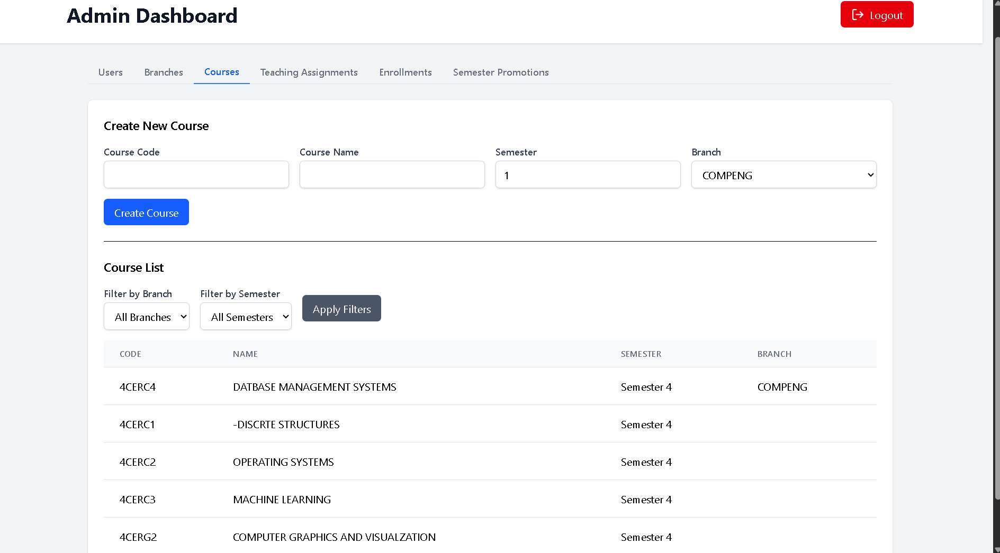 Admin Dashboard
Logout
Users Branches Courses Teaching Assignments Enrollments Semester Promotions
Create New Course
Course Code Course Name Semester Branch
1 COMPENG
Create Course
Course List
Filter by Branch Filter by Semester
All Branches All Semesters Apply Filters
CODE NAME SEMESTER BRANCH
4CERC4 DATBASE MANAGEMENT SYSTEMS Semester 4 COMPENG
4CERC1 -DISCRTE STRUCTURES Semester 4
4CERC2 OPERATING SYSTEMS Semester 4
4CERC3 MACHINE LEARNING Semester 4
4CERG2 COMPUTER GRAPHICS AND VISUALZATION Semester 4